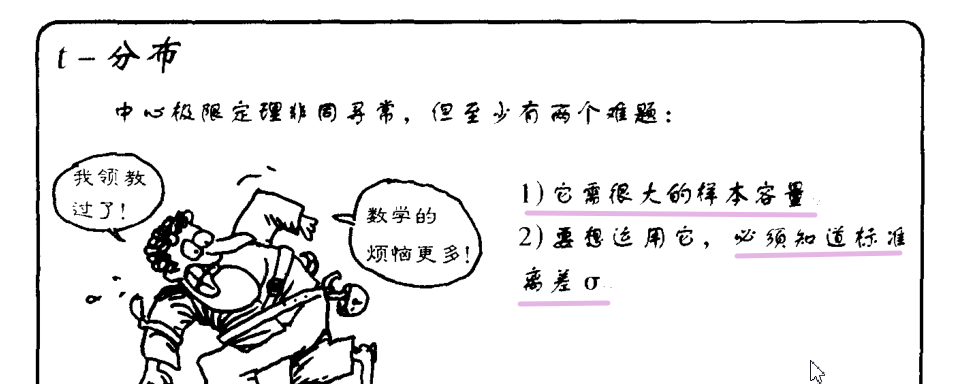 t－分布
中心极限定理非同寻常，但至少有两个难题：
我领教
过了！
数学的
烦恼更多！
1）它需很大的样本容量
2）要想运用它，必须知道标准
离差σ